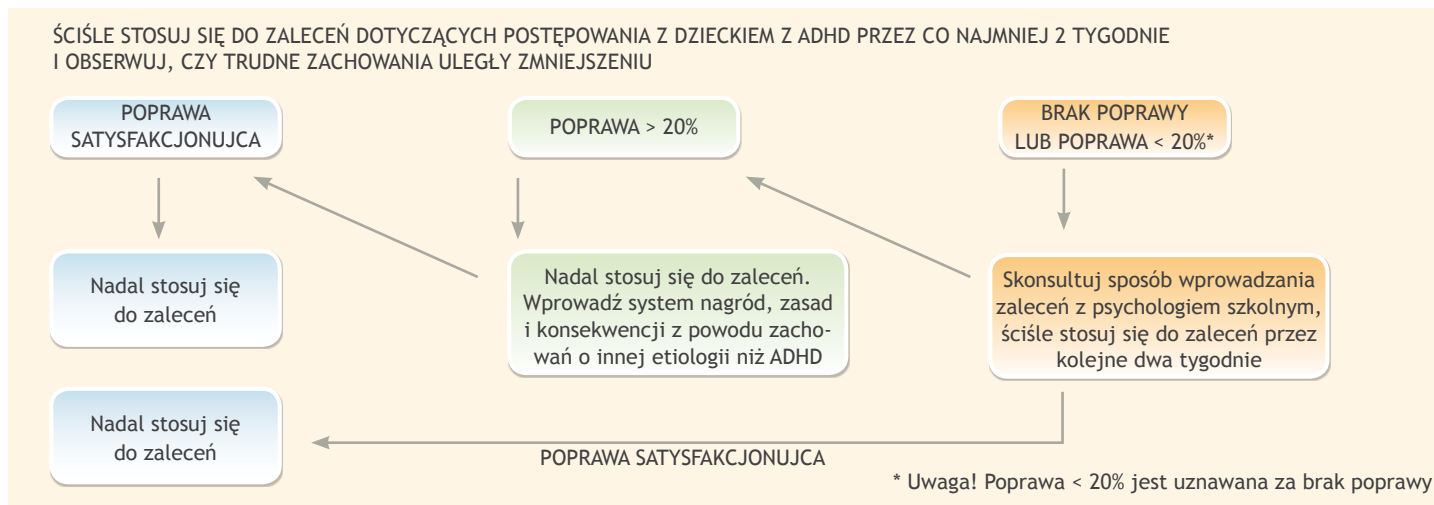 ŚCIŚLE STOSUJ SIĘ DO ZALECEŃ DOTYCZĄCYCH POSTĘPOWANIA Z DZIECKIEM Z ADHD PRZEZ CO NAJMNIEJ 2 TYGODNIE
I OBSERWUJ, CZY TRUDNE ZACHOWANIA ULEGŁY ZMNIEJSZENIU
POPRAWA
SATYSFAKCJONUJCA
POPRAWA > 20%
BRAK POPRAWY
LUB POPRAWA < 20%*
Nadal stosuj się
do zaleceń
Nadal stosuj się do zaleceń.
Wprowadź system nagród, zasad
i konsekwencji z powodu zacho-
wań o innej etiologii niż ADHD
Skonsultuj sposób wprowadzania
zaleceń z psychologiem szkolnym,
ściśle stosuj się do zaleceń przez
kolejne dwa tygodnie
Nadal stosuj się
do zaleceń
POPRAWA SATYSFAKCJONUJCA
* Uwaga! Poprawa < 20% jest uznawana za brak poprawy